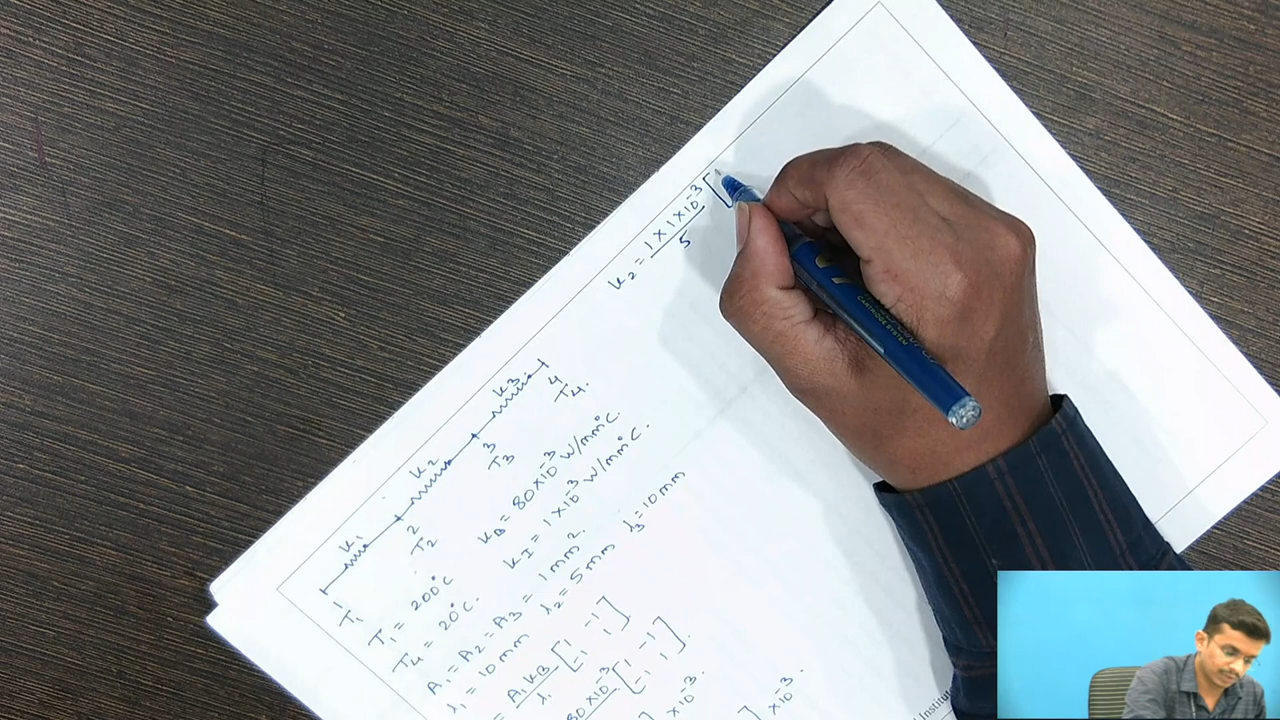 K1 K2 K3
1 2 3 4
T1 T2 T3 T4.
T1 = 200°C KB = 80×10^-3 W/mm°C.
T4 = 20°C. KI = 1×10^-3 W/mm°C.
A1 = A2 = A3 = 1mm2.
l1 = 10mm l2 = 5mm l3 = 10mm
= A1KB/l1 [1 -1 -1 1]
80×10^-3 [1 -1 -1 1].
] ×10^-3.
] ×10^-3
K2 = 1×1×10^-3/5 [
CARTRIDGE SYSTEM